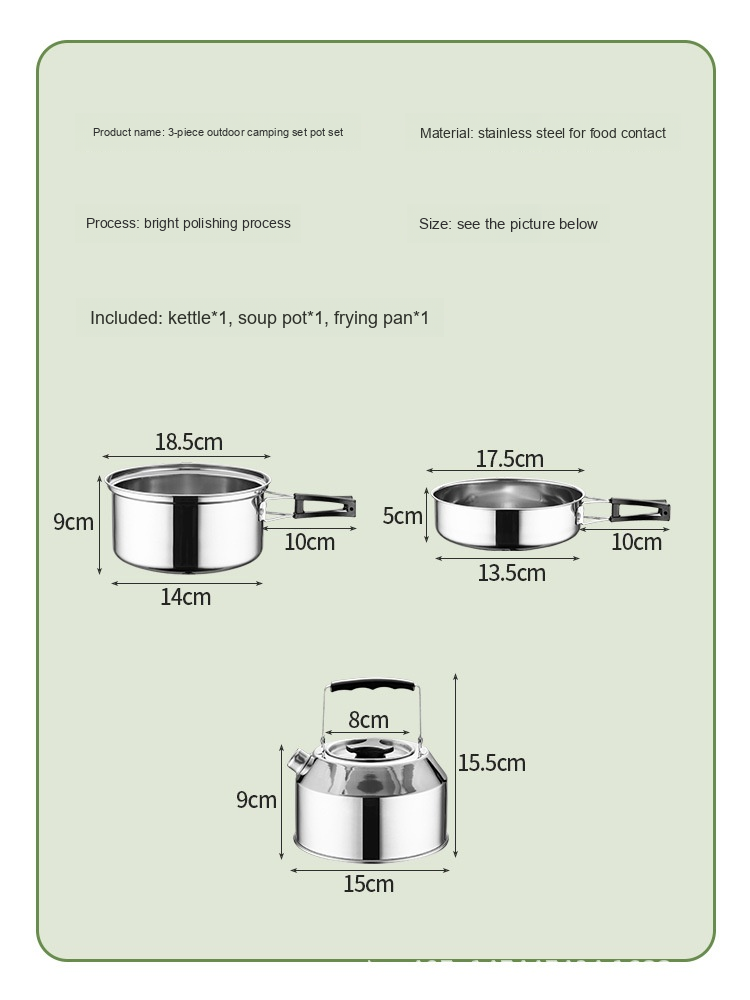 Product name: 3-piece outdoor camping set pot set
Material: stainless steel for food contact
Process: bright polishing process
Size: see the picture below
Included: kettle*1, soup pot*1, frying pan*1
18.5cm
17.5cm
9cm
5cm
10cm
10cm
14cm
13.5cm
8cm
15.5cm
9cm
15cm